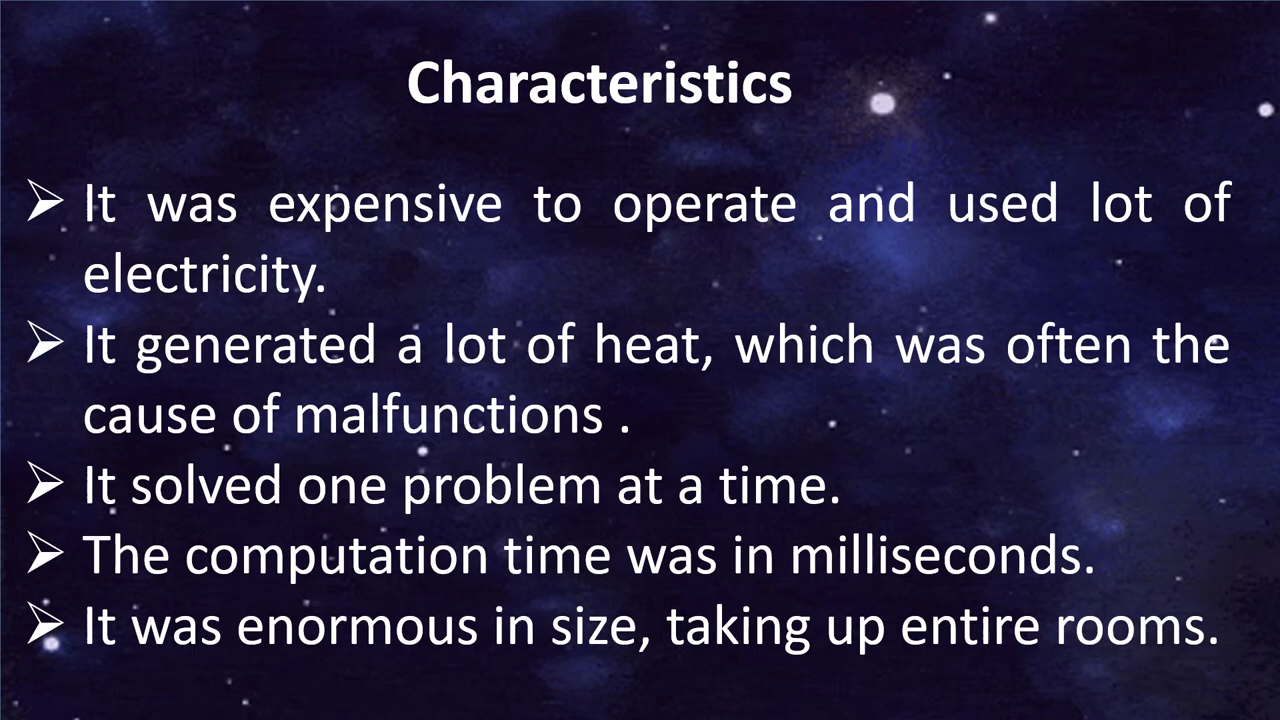 Characteristics
➢ It was expensive to operate and used lot of
electricity.
➢ It generated a lot of heat, which was often the
cause of malfunctions .
➢ It solved one problem at a time.
➢ The computation time was in milliseconds.
➢ It was enormous in size, taking up entire rooms.